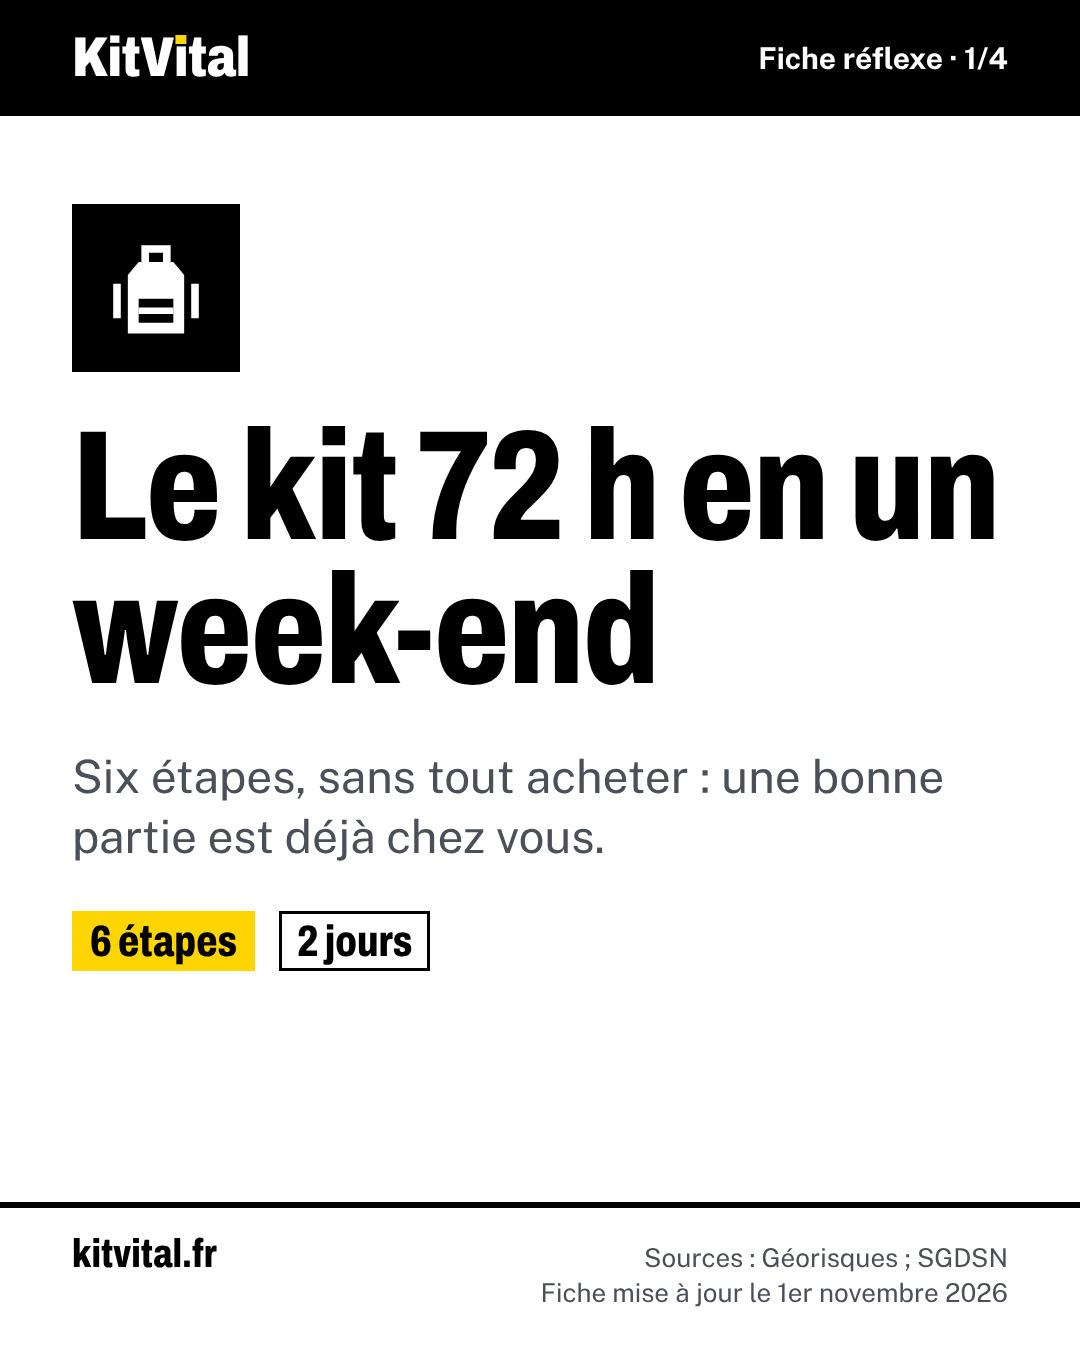 KitVital
Fiche réflexe · 1/4
Le kit 72 h en un
week-end
Six étapes, sans tout acheter : une bonne
partie est déjà chez vous.
6 étapes
2 jours
kitvital.fr
Sources : Géorisques ; SGDSN
Fiche mise à jour le 1er novembre 2026